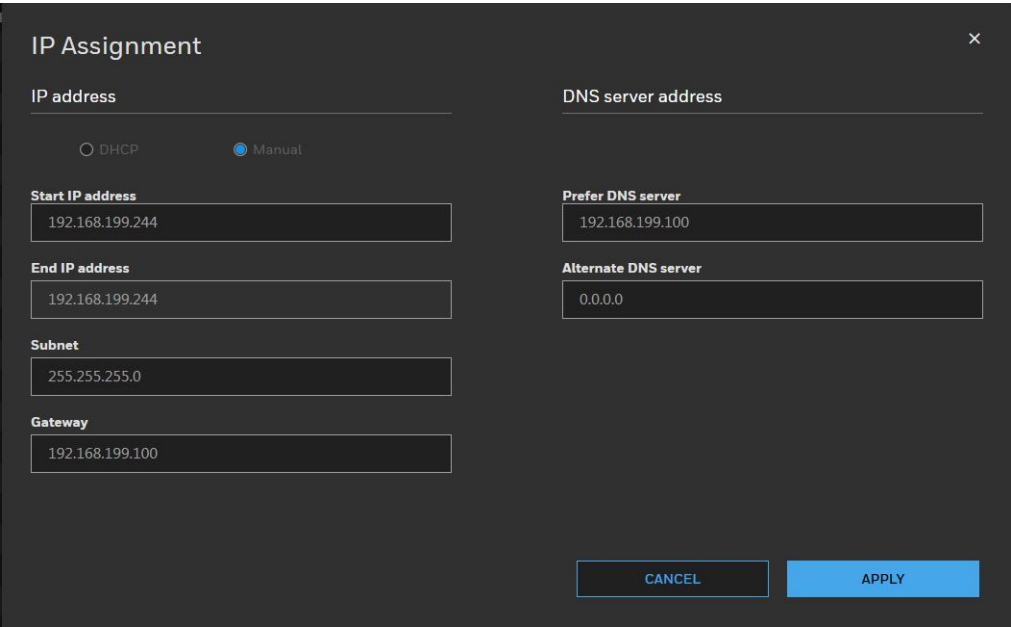 IP Assignment
×
IP address
DHCP
Manual
Start IP address
192.168.199.244
End IP address
192.168.199.244
Subnet
255.255.255.0
Gateway
192.168.199.100
DNS server address
Prefer DNS server
192.168.199.100
Alternate DNS server
0.0.0.0
CANCEL
APPLY